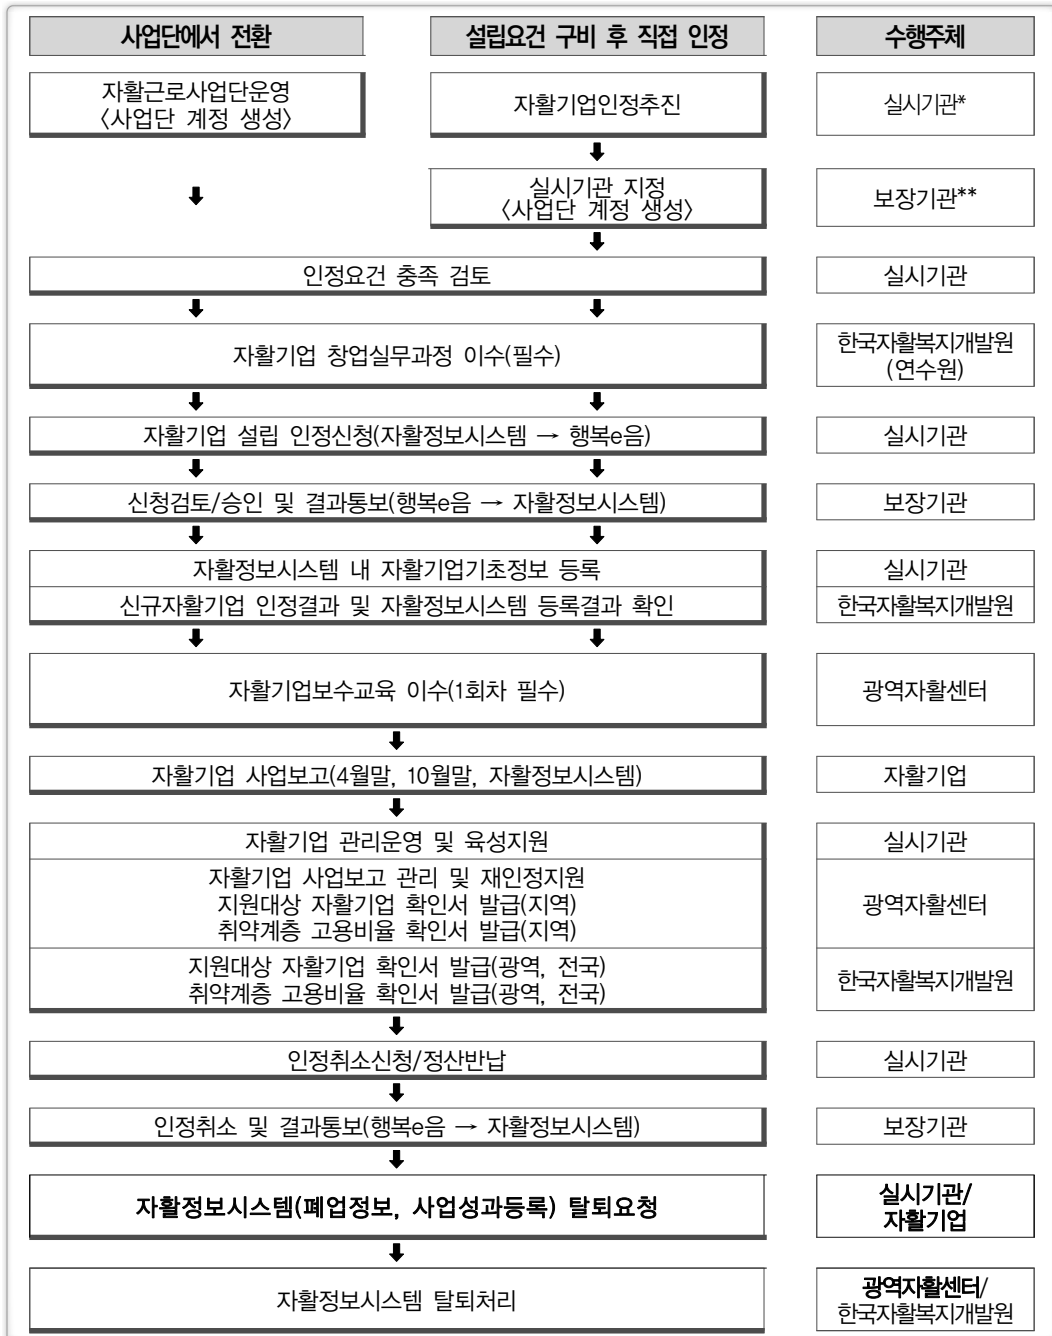 사업단에서 전환
설립요건 구비 후 직접 인정
수행주체
자활근로사업단운영
〈사업단 계정 생성〉
자활기업인정추진
실시기관*
실시기관 지정
〈사업단 계정 생성〉
보장기관**
인정요건 충족 검토
실시기관
자활기업 창업실무과정 이수(필수)
한국자활복지개발원
(연수원)
자활기업 설립 인정신청(자활정보시스템 → 행복e음)
실시기관
신청검토/승인 및 결과통보(행복e음 → 자활정보시스템)
보장기관
자활정보시스템 내 자활기업기초정보 등록
실시기관
신규자활기업 인정결과 및 자활정보시스템 등록결과 확인
한국자활복지개발원
자활기업보수교육 이수(1회차 필수)
광역자활센터
자활기업 사업보고(4월말, 10월말, 자활정보시스템)
자활기업
자활기업 관리운영 및 육성지원
실시기관
자활기업 사업보고 관리 및 재인정지원
지원대상 자활기업 확인서 발급(지역)
취약계층 고용비율 확인서 발급(지역)
광역자활센터
지원대상 자활기업 확인서 발급(광역, 전국)
취약계층 고용비율 확인서 발급(광역, 전국)
한국자활복지개발원
인정취소신청/정산반납
실시기관
인정취소 및 결과통보(행복e음 → 자활정보시스템)
보장기관
자활정보시스템(폐업정보, 사업성과등록) 탈퇴요청
실시기관/
자활기업
자활정보시스템 탈퇴처리
광역자활센터/
한국자활복지개발원